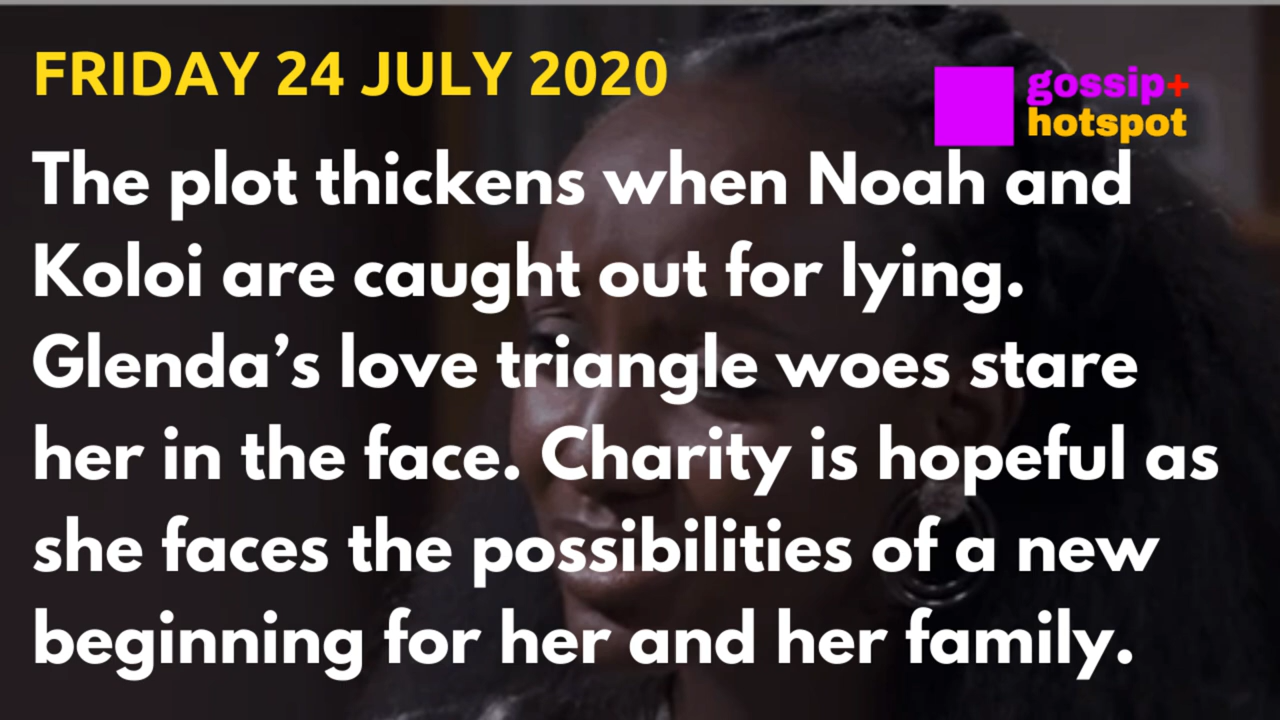 FRIDAY 24 JULY 2020
gossip+
hotspot
The plot thickens when Noah and
Koloi are caught out for lying.
Glenda’s love triangle woes stare
her in the face. Charity is hopeful as
she faces the possibilities of a new
beginning for her and her family.